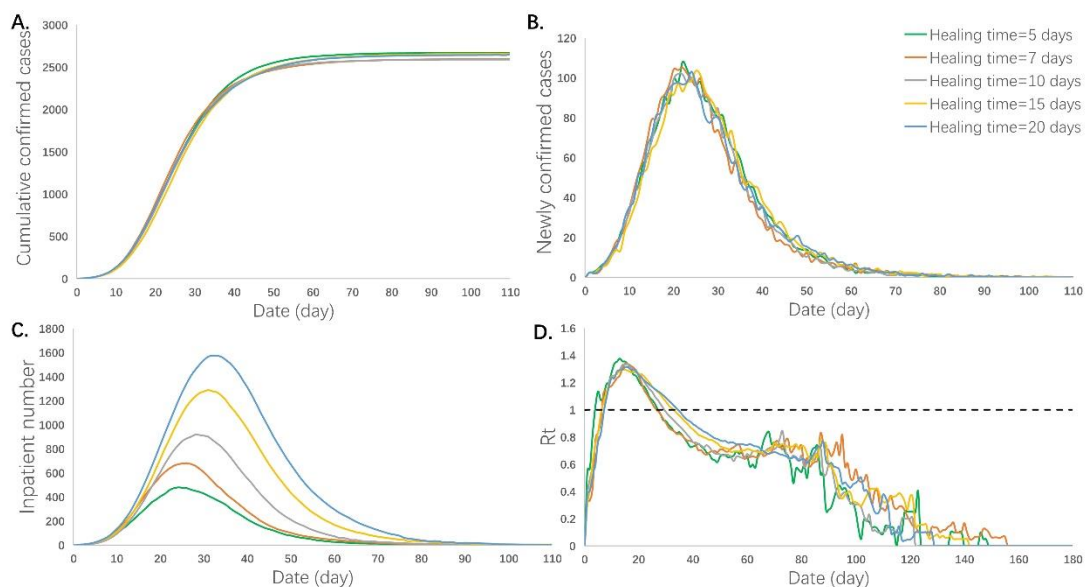 A.
Cumulative confirmed cases
3000
2500
2000
1500
1000
500
0
0 10 20 30 40 50 60 70 80 90 100 110
Date (day)
B.
Newly confirmed cases
120
100
80
60
40
20
0
0 10 20 30 40 50 60 70 80 90 100 110
Date (day)
Healing time=5 days
Healing time=7 days
Healing time=10 days
Healing time=15 days
Healing time=20 days
C.
Inpatient number
1800
1600
1400
1200
1000
800
600
400
200
0
0 10 20 30 40 50 60 70 80 90 100 110
Date (day)
D.
Rt
1.6
1.4
1.2
1
0.8
0.6
0.4
0.2
0
0 20 40 60 80 100 120 140 160 180
Date (day)